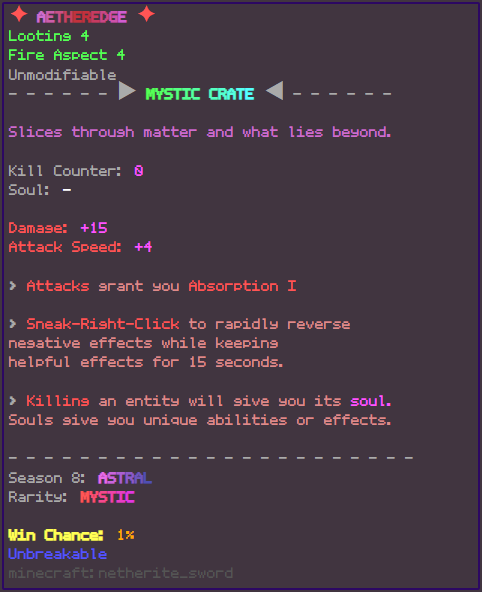 ✦ AETHEREDGE ✦
Looting 4
Fire Aspect 4
Unmodifiable
- - - - - - ▶ MYSTIC CRATE ◀ - - - - - -
Slices through matter and what lies beyond.
Kill Counter: 0
Soul: -
Damage: +15
Attack Speed: +4
> Attacks grant you Absorption I
> Sneak-Right-Click to rapidly reverse
negative effects while keeping
helpful effects for 15 seconds.
> Killing an entity will give you its soul.
Souls give you unique abilities or effects.
- - - - - - - - - - - - - - - - - - - - - - - -
Season 8: ASTRAL
Rarity: MYSTIC
Win Chance: 1%
Unbreakable
minecraft:netherite_sword